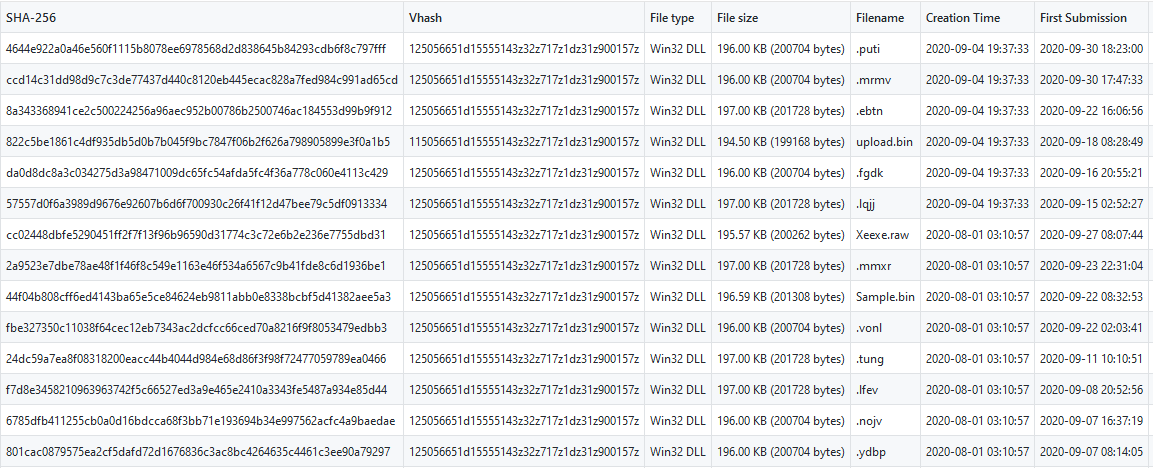 SHA-256 Vhash File type File size Filename Creation Time First Submission
4644e922a0a46e560f1115b8078ee6978568d2d838645b84293cdb6f8c797fff 125056651d15555143z32z717z1dz31z900157z Win32 DLL 196.00 KB (200704 bytes) .puti 2020-09-04 19:37:33 2020-09-30 18:23:00
ccd14c31dd98d9c7c3de77437d440c8120eb445ecac828a7fed984c991ad65cd 125056651d15555143z32z717z1dz31z900157z Win32 DLL 196.00 KB (200704 bytes) .mrmv 2020-09-04 19:37:33 2020-09-30 17:47:33
8a343368941ce2c500224256a96aec952b00786b2500746ac184553d99b9f912 125056651d15555143z32z717z1dz31z900157z Win32 DLL 197.00 KB (201728 bytes) .ebtn 2020-09-04 19:37:33 2020-09-22 16:06:56
822c5be1861c4df935db5d0b7b045f9bc7847f06b2f626a798905899e3f0a1b5 115056651d15555143z32z717z1dz31z900157z Win32 DLL 194.50 KB (199168 bytes) upload.bin 2020-09-04 19:37:33 2020-09-18 08:28:49
da0d8dc8a3c034275d3a98471009dc65fc54afda5fc4f36a778c060e4113c429 125056651d15555143z32z717z1dz31z900157z Win32 DLL 196.00 KB (200704 bytes) .fgdk 2020-09-04 19:37:33 2020-09-16 20:55:21
57557d0f6a3989d9676e92607b6d6f700930c26f41f12d47bee79c5df0913334 125056651d15555143z32z717z1dz31z900157z Win32 DLL 197.00 KB (201728 bytes) .lqjj 2020-09-04 19:37:33 2020-09-15 02:52:27
cc02448dbfe5290451ff2f7f13f96b96590d31774c3c72e6b2e236e7755dbd31 125056651d15555143z32z717z1dz31z900157z Win32 DLL 195.57 KB (200262 bytes) Xeexe.raw 2020-08-01 03:10:57 2020-09-27 08:07:44
2a9523e7dbe78ae48f1f46f8c549e1163e46f534a6567c9b41fde8c6d1936be1 125056651d15555143z32z717z1dz31z900157z Win32 DLL 197.00 KB (201728 bytes) .mmxr 2020-08-01 03:10:57 2020-09-23 22:31:04
44f04b808cff6ed4143ba65e5ce84624eb9811abb0e8338bcbf5d41382aee5a3 125056651d15555143z32z717z1dz31z900157z Win32 DLL 196.59 KB (201308 bytes) Sample.bin 2020-08-01 03:10:57 2020-09-22 08:32:53
fbe327350c11038f64cec12eb7343ac2dcfcc66ced70a8216f9f8053479edbb3 125056651d15555143z32z717z1dz31z900157z Win32 DLL 196.00 KB (200704 bytes) .vonl 2020-08-01 03:10:57 2020-09-22 02:03:41
24dc59a7ea8f08318200eacc44b4044d984e68d86f3f98f72477059789ea0466 125056651d15555143z32z717z1dz31z900157z Win32 DLL 197.00 KB (201728 bytes) .tung 2020-08-01 03:10:57 2020-09-11 10:10:51
f7d8e3458210963963742f5c66527ed3a9e465e2410a3343fe5487a934e85d44 125056651d15555143z32z717z1dz31z900157z Win32 DLL 197.00 KB (201728 bytes) .lfev 2020-08-01 03:10:57 2020-09-08 20:52:56
6785dfb411255cb0a0d16bdcca68f3bb71e193694b34e997562acfc4a9baedae 125056651d15555143z32z717z1dz31z900157z Win32 DLL 196.00 KB (200704 bytes) .nojv 2020-08-01 03:10:57 2020-09-07 16:37:19
801cac0879575ea2cf5dafd72d1676836c3ac8bc4264635c4461c3ee90a79297 125056651d15555143z32z717z1dz31z900157z Win32 DLL 196.00 KB (200704 bytes) .ydbp 2020-08-01 03:10:57 2020-09-07 08:14:05